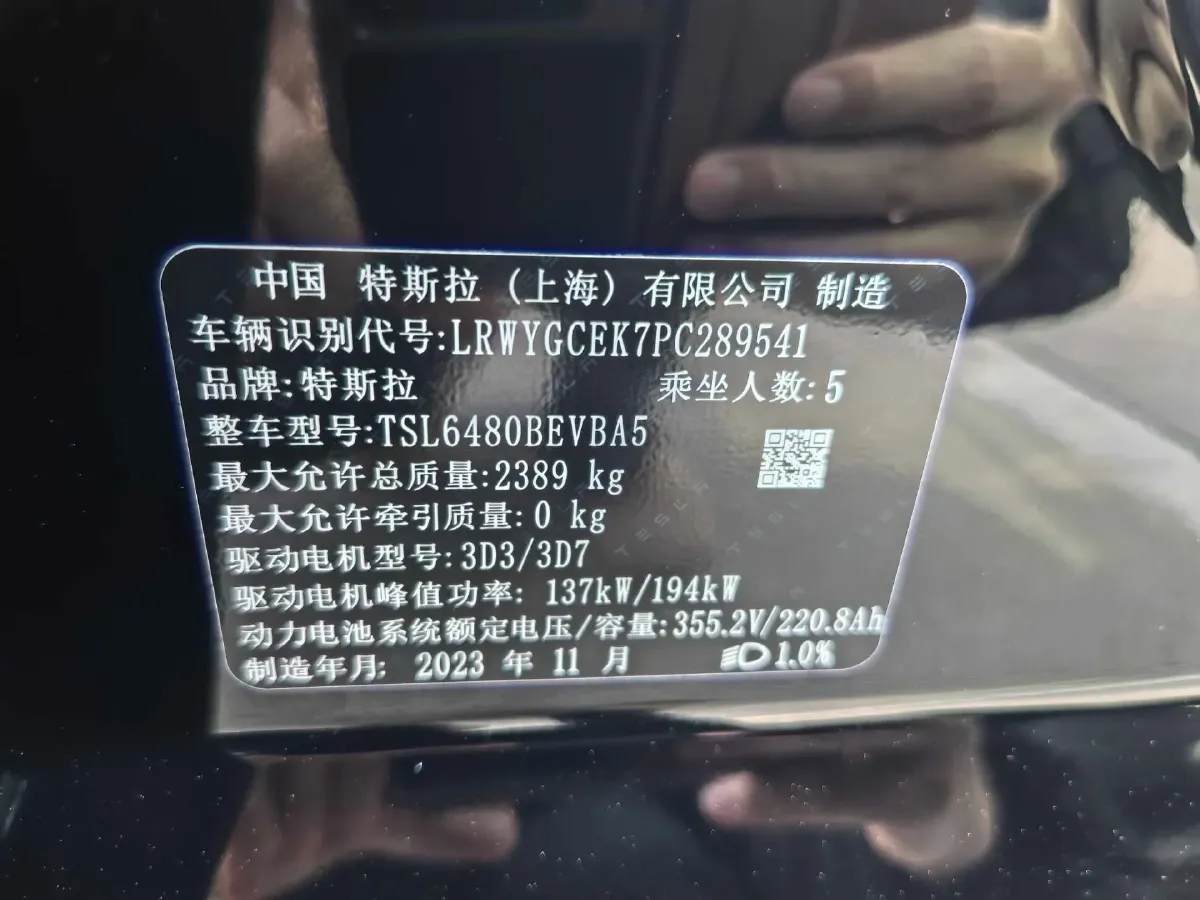 中国 特斯拉（上海）有限公司 制造
车辆识别代号:LRWYGCEK7PC289541
品牌:特斯拉 乘坐人数:5
整车型号:TSL6480BEVBA5
最大允许总质量:2389 kg
最大允许牵引质量:0 kg
驱动电机型号:3D3/3D7
驱动电机峰值功率: 137kW/194kW
动力电池系统额定电压/容量:355.2V/220.8Ah
制造年月: 2023 年 11 月 1.0%